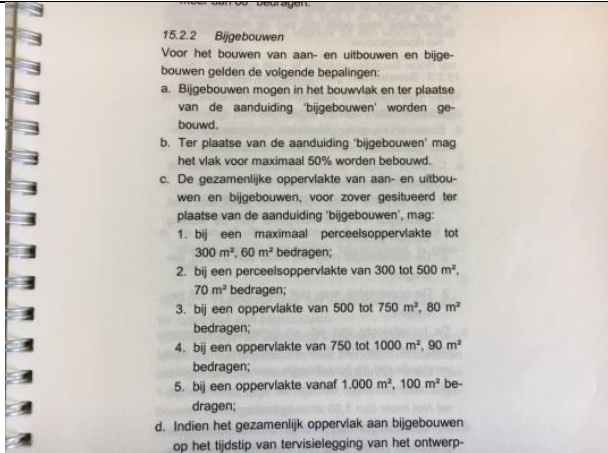 meer dan 60 bedragen.
15.2.2 Bijgebouwen
Voor het bouwen van aan- en uitbouwen en bijge-
bouwen gelden de volgende bepalingen:
a. Bijgebouwen mogen in het bouwvlak en ter plaatse
van de aanduiding 'bijgebouwen' worden ge-
bouwd.
b. Ter plaatse van de aanduiding 'bijgebouwen' mag
het vlak voor maximaal 50% worden bebouwd.
c. De gezamenlijke oppervlakte van aan- en uitbou-
wen en bijgebouwen, voor zover gesitueerd ter
plaatse van de aanduiding 'bijgebouwen', mag:
1. bij een maximaal perceelsoppervlakte tot
300 m², 60 m² bedragen;
2. bij een perceelsoppervlakte van 300 tot 500 m²,
70 m² bedragen;
3. bij een oppervlakte van 500 tot 750 m², 80 m²
bedragen;
4. bij een oppervlakte van 750 tot 1000 m², 90 m²
bedragen;
5. bij een oppervlakte vanaf 1.000 m², 100 m² be-
dragen;
d. Indien het gezamenlijk oppervlak aan bijgebouwen
op het tijdstip van tervisielegging van het ontwerp-